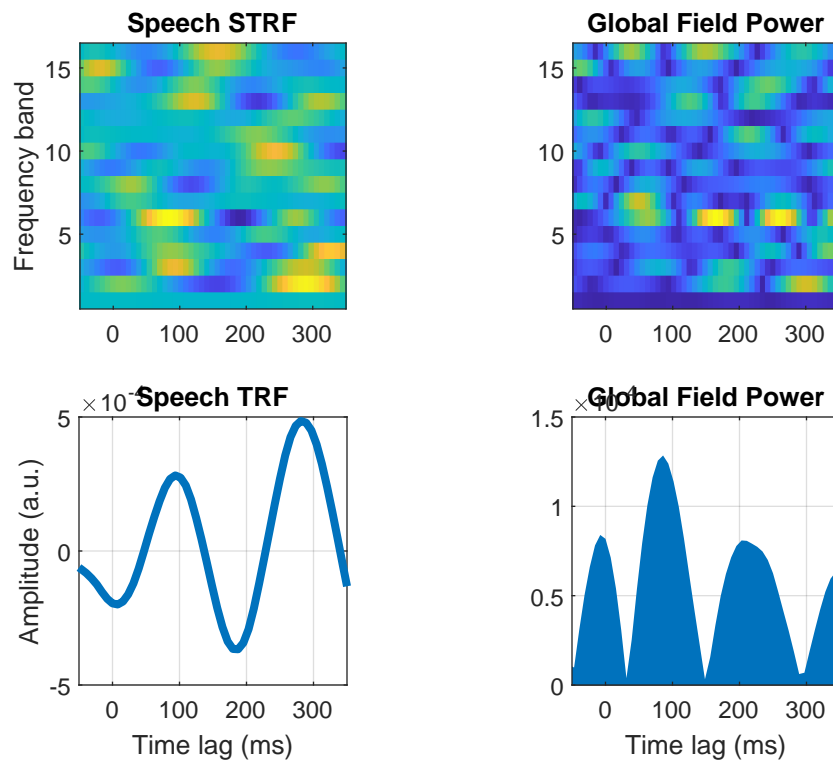 Speech STRF
Frequency band
15
10
5
0 100 200 300
Global Field Power
15
10
5
0 100 200 300
Speech TRF
× 10⁻⁴
Amplitude (a.u.)
5
0
-5
0 100 200 300
Time lag (ms)
Global Field Power
1.5
1
0.5
0
0 100 200 300
Time lag (ms)